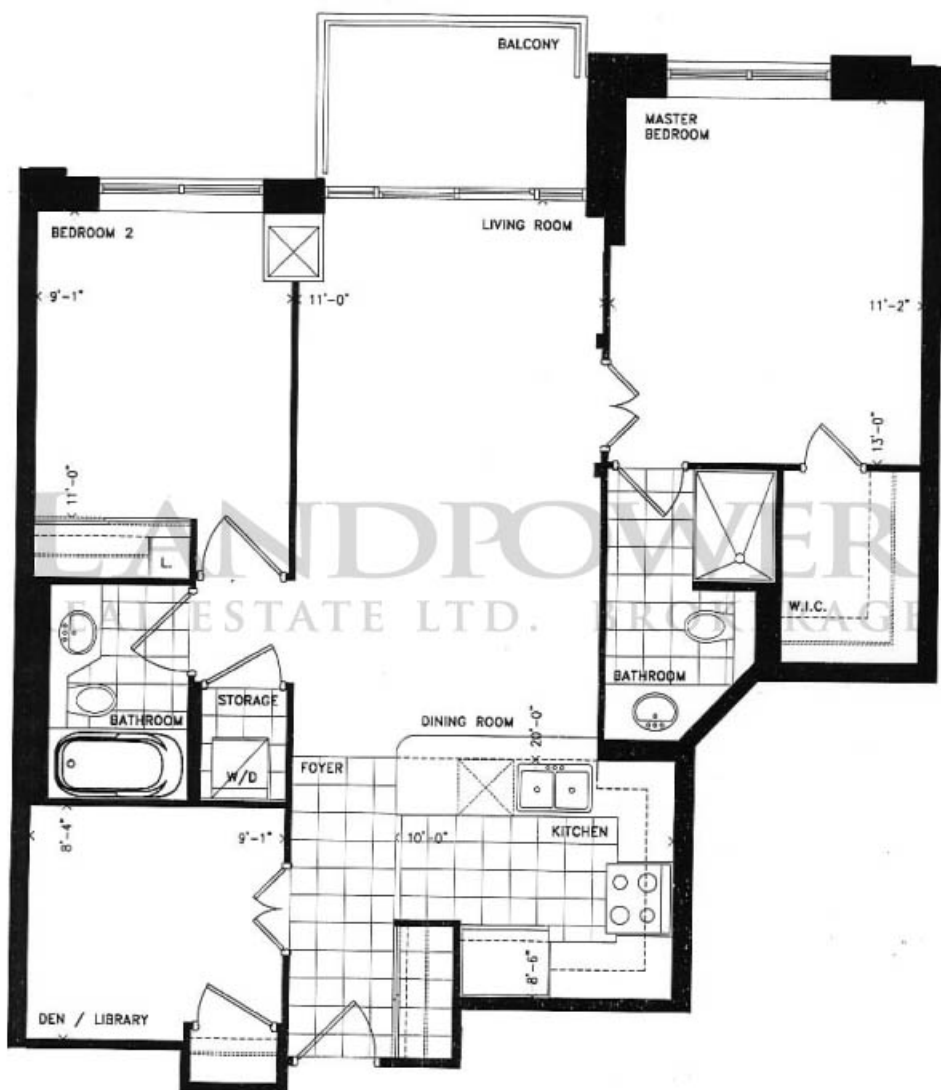 BALCONY
MASTER
BEDROOM
BEDROOM 2
LIVING ROOM
9'-1"
11'-0"
11'-2"
13'-0"
11'-0"
L.
LANDPOWER
REAL ESTATE LTD. BROKERAGE
W.I.C.
BATHROOM
STORAGE
BATHROOM
DINING ROOM
20'-0"
W/D
FOYER
KITCHEN
8'-4"
9'-1"
10'-0"
8'-6"
DEN / LIBRARY